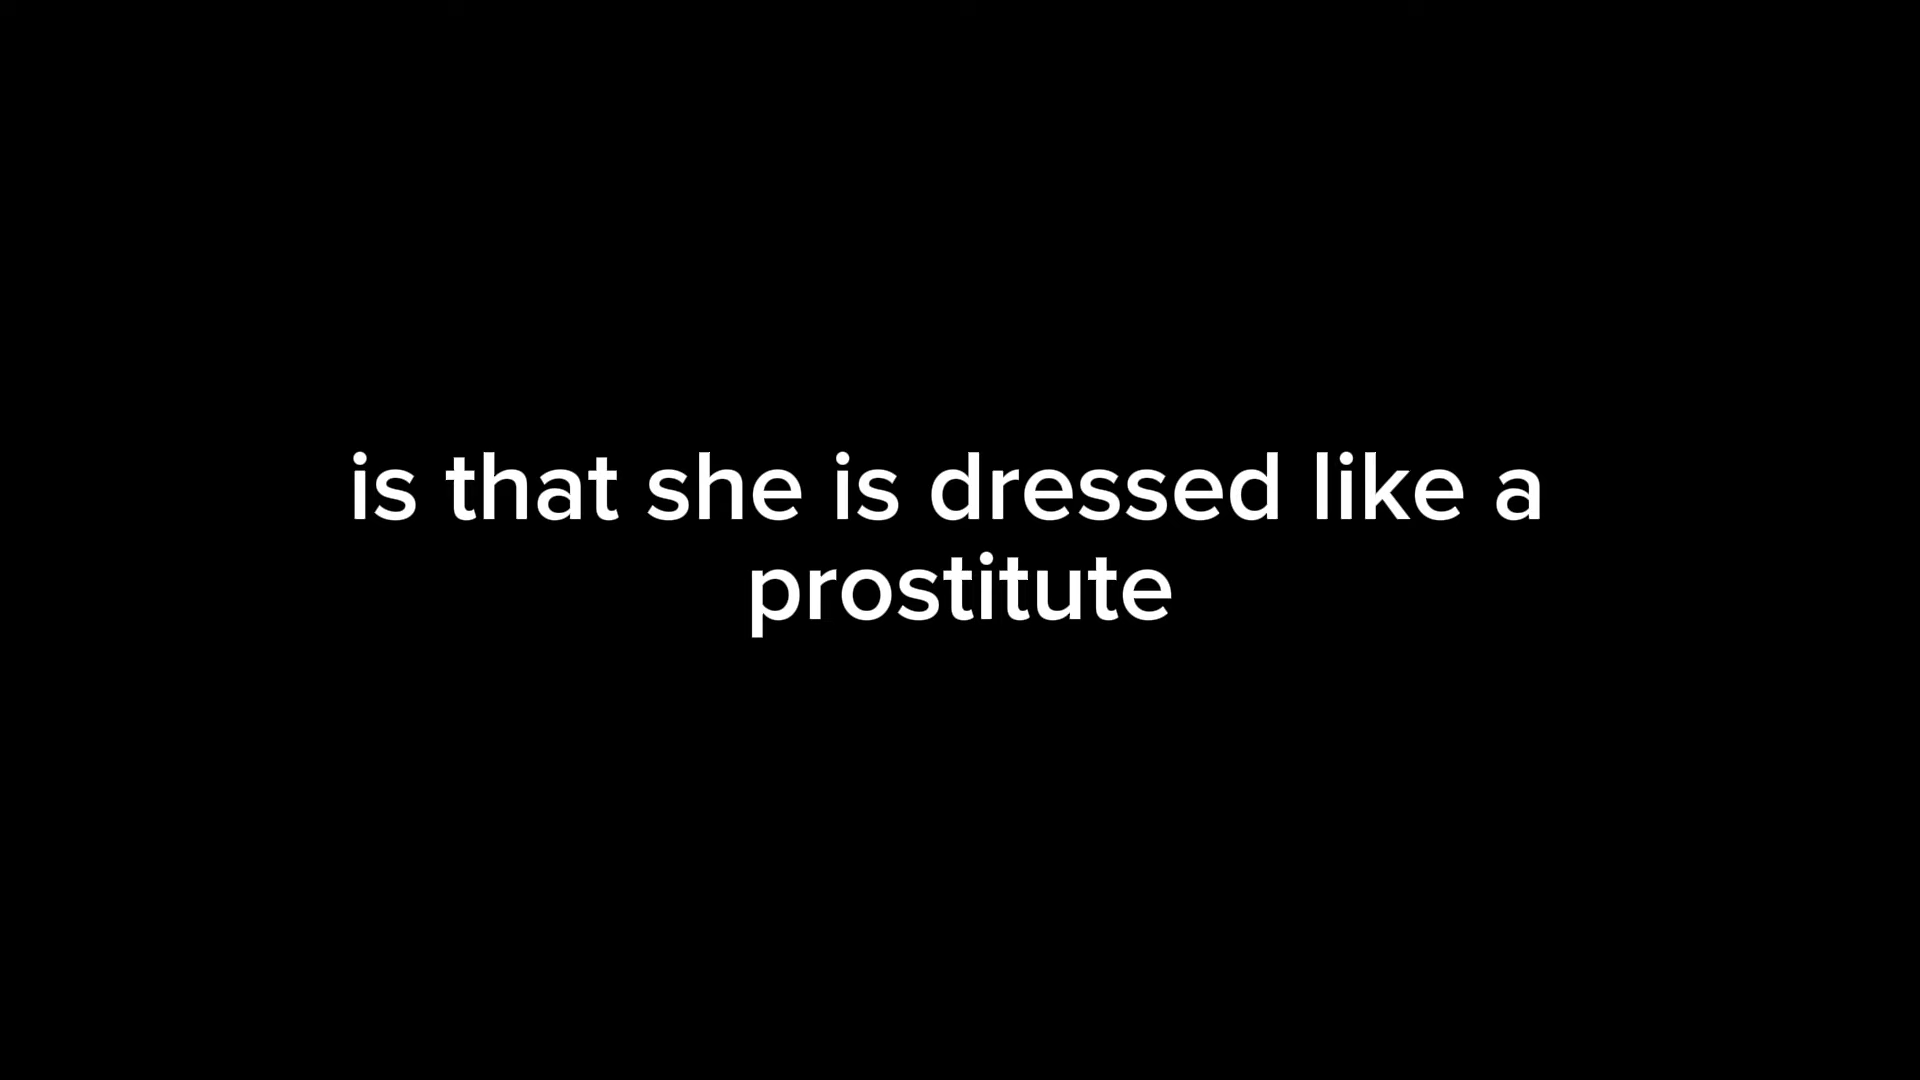 is that she is dressed like a
prostitute